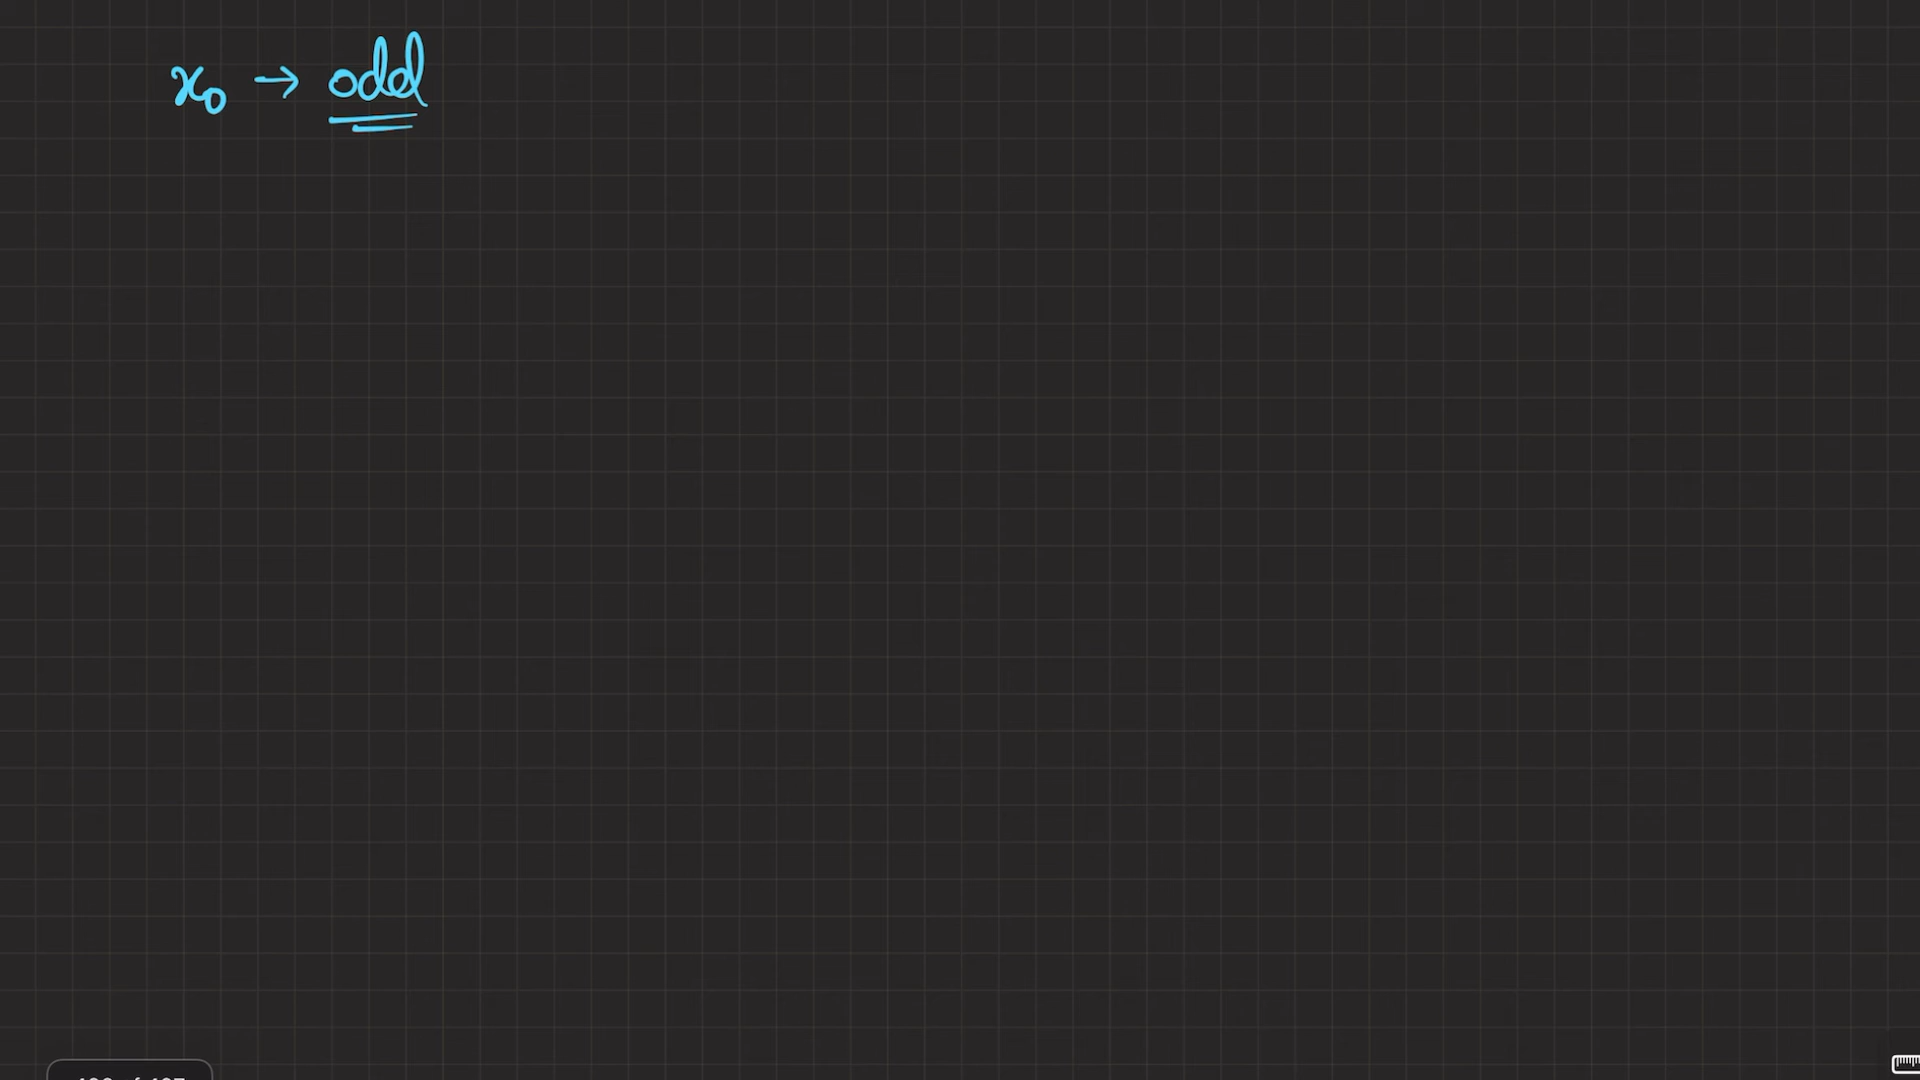 x₀ → odd